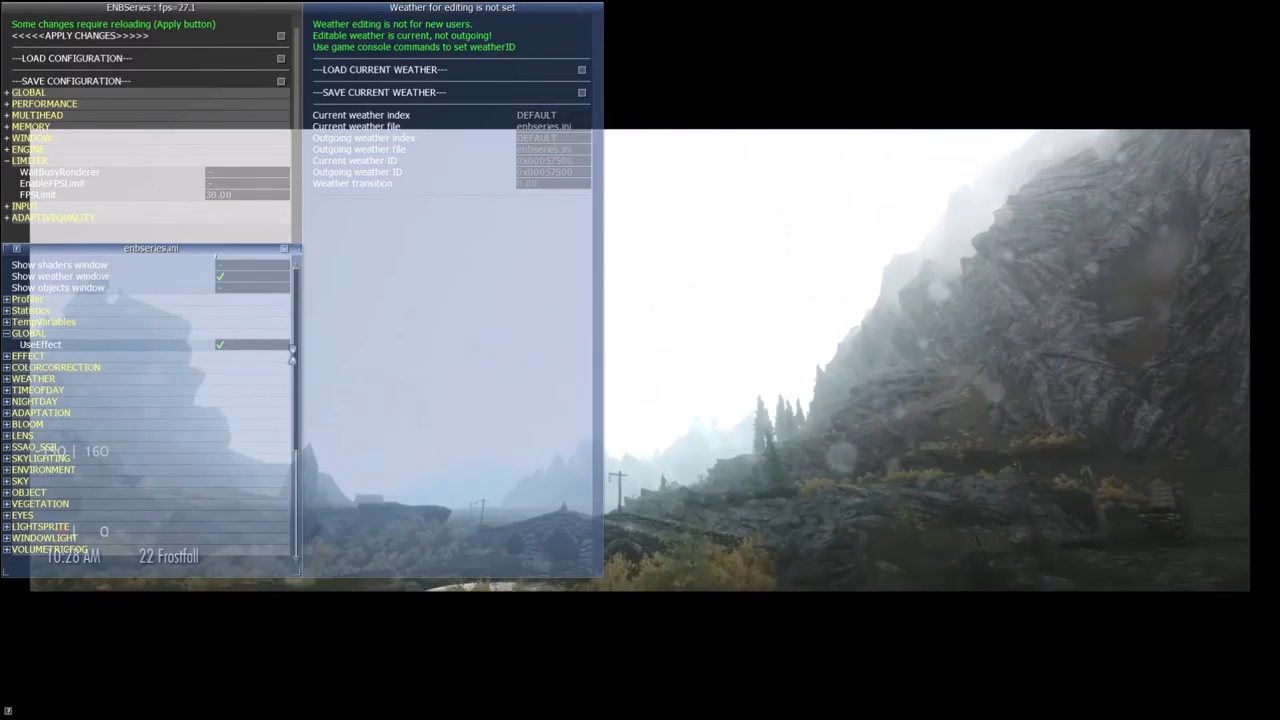 ENBSeries : fps=27.1
Some changes require reloading (Apply button)
<<<<<APPLY CHANGES>>>>>
---LOAD CONFIGURATION---
---SAVE CONFIGURATION---
+ GLOBAL
+ PERFORMANCE
+ MULTIHEAD
+ MEMORY
+ WINDOW
+ ENGINE
- LIMITER
WaitBusyRenderer -
EnableFPSLimit -
FPSLimit 30.00
+ INPUT
+ ADAPTIVEQUALITY
enbseries.ini
Show shaders window -
Show weather window
Show objects window -
Profiler
Statistics
TempVariables
GLOBAL
UseEffect
EFFECT
COLORCORRECTION
WEATHER
TIMEOFDAY
NIGHTDAY
ADAPTATION
BLOOM
LENS
SSAO_SSR
SKYLIGHTING
ENVIRONMENT
SKY
OBJECT
VEGETATION
EYES
LIGHTSPRITE
WINDOWLIGHT
VOLUMETRICFOG
| 160
0
10:28 AM 22 Frostfall
Weather for editing is not set
Weather editing is not for new users.
Editable weather is current, not outgoing!
Use game console commands to set weatherID
---LOAD CURRENT WEATHER---
---SAVE CURRENT WEATHER---
Current weather index DEFAULT
Current weather file enbseries.ini
Outgoing weather index DEFAULT
Outgoing weather file enbseries.ini
Current weather ID 0x00057500
Outgoing weather ID 0x00057500
Weather transition 0.00
?